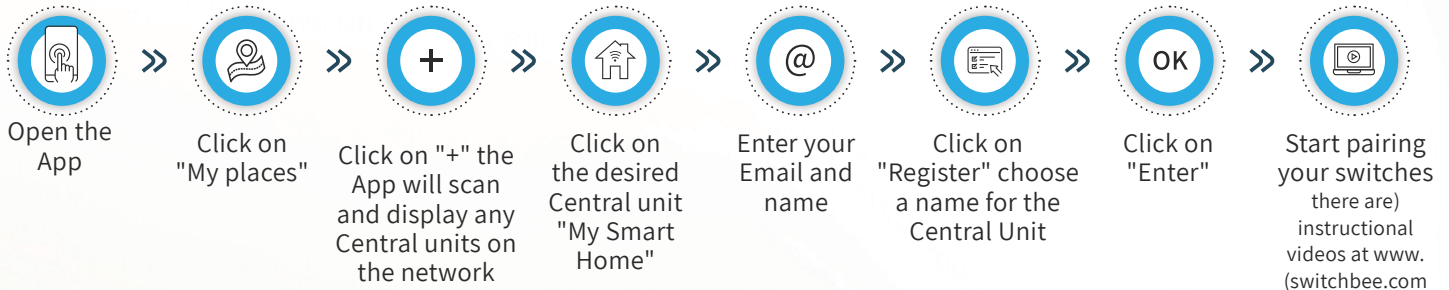 Open the
App
Click on
"My places"
+
Click on "+" the
App will scan
and display any
Central units on
the network
Click on
the desired
Central unit
"My Smart
Home"
@
Enter your
Email and
name
Click on
"Register" choose
a name for the
Central Unit
OK
Click on
"Enter"
Start pairing
your switches
there are)
instructional
videos at www.
(switchbee.com